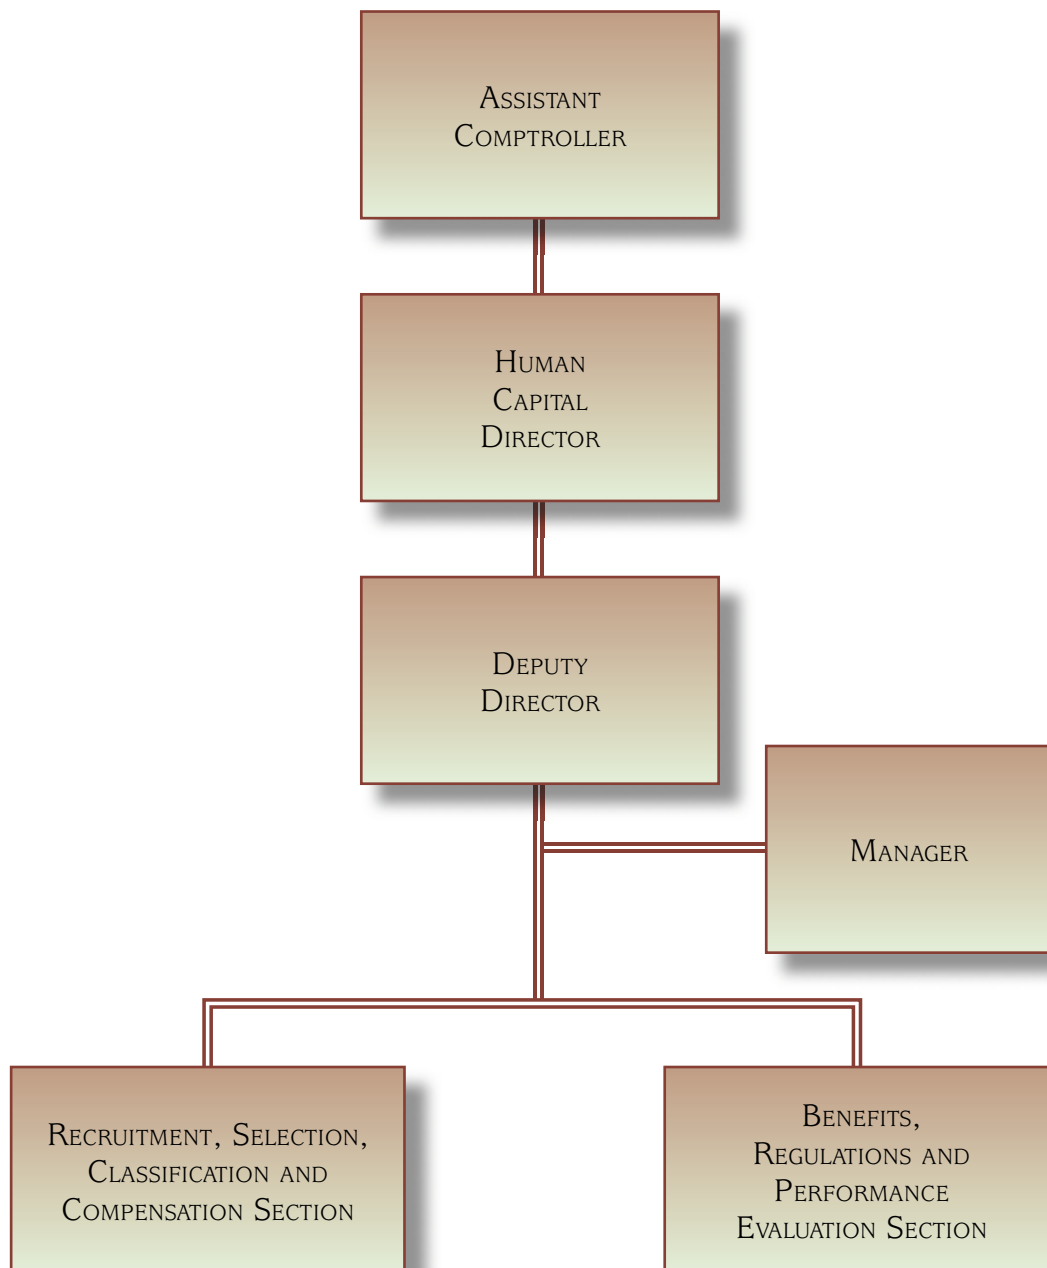 Assistant
Comptroller
Human
Capital
Director
Deputy
Director
Manager
Recruitment, Selection,
Classification and
Compensation Section
Benefits,
Regulations and
Performance
Evaluation Section